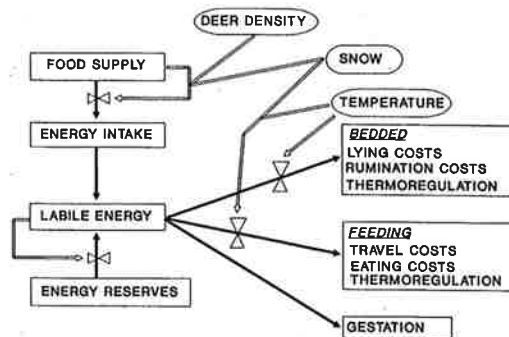 DEER DENSITY
FOOD SUPPLY
SNOW
TEMPERATURE
ENERGY INTAKE
BEDDED
LYING COSTS
RUMINATION COSTS
THERMOREGULATION
LABILE ENERGY
FEEDING
TRAVEL COSTS
EATING COSTS
THERMOREGULATION
ENERGY RESERVES
GESTATION